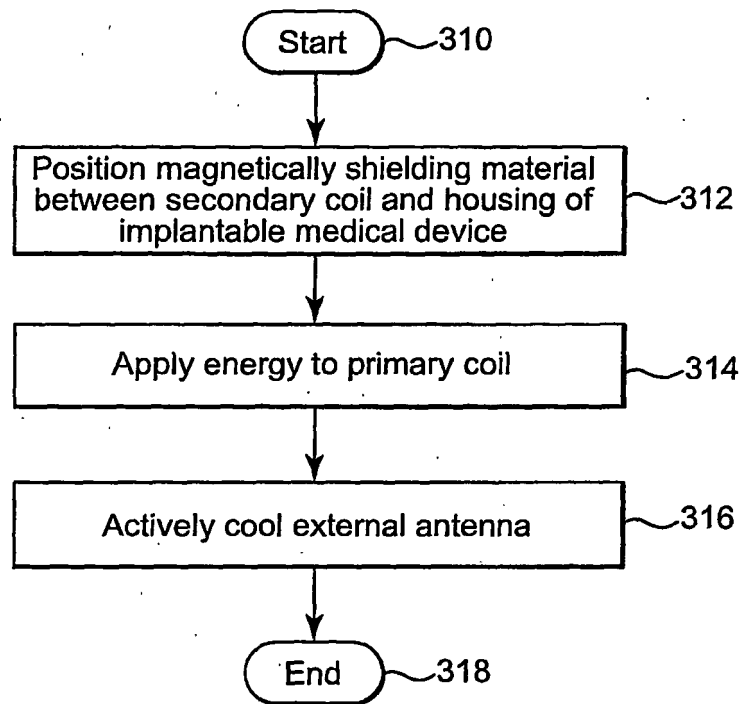 Start
310
Position magnetically shielding material
between secondary coil and housing of
implantable medical device
312
Apply energy to primary coil
314
Actively cool external antenna
316
End
318